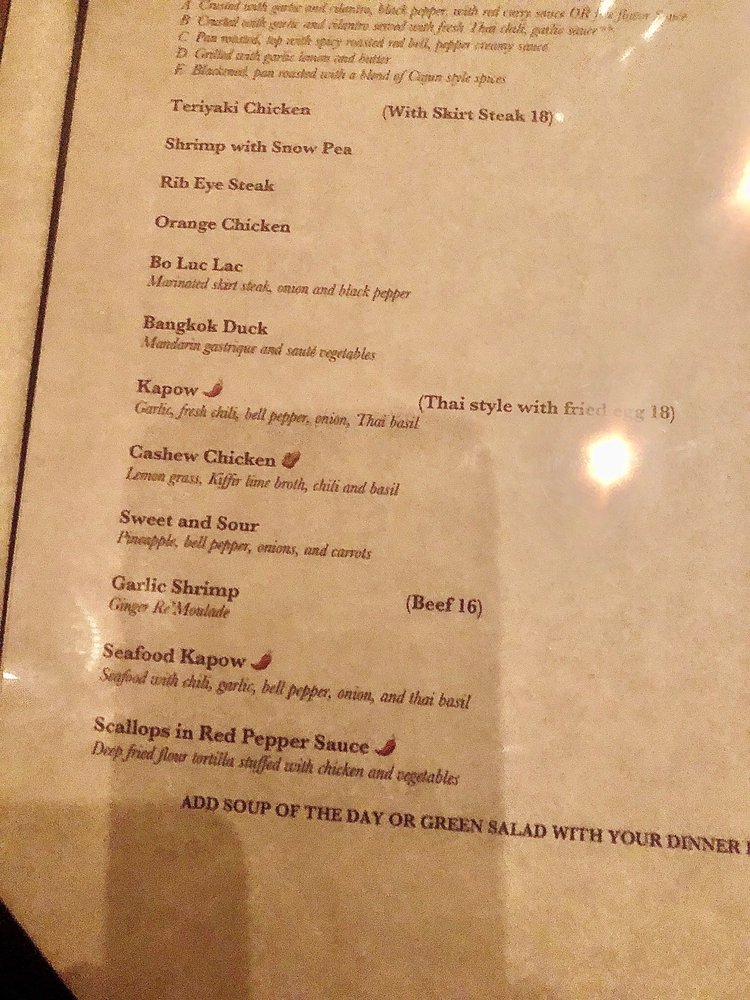 A Crusted with garlic and cilantro, black pepper, with red curry sauce OR flavor Sauce
B Crusted with garlic and cilantro served with fresh Thai chili, garlic sauce **
C Pan roasted, top with spicy roasted red bell, pepper creamy sauce
D Grilled with garlic lemon and butter
E Blackened, pan roasted with a blend of Cajun style spices
Teriyaki Chicken (With Skirt Steak 18)
Shrimp with Snow Pea
Rib Eye Steak
Orange Chicken
Bo Luc Lac
Marinated skirt steak, onion and black pepper
Bangkok Duck
Mandarin gastrique and sauté vegetables
Kapow (Thai style with fried egg 18)
Garlic, fresh chili, bell pepper, onion, Thai basil
Cashew Chicken
Lemon grass, Kiffir lime broth, chili and basil
Sweet and Sour
Pineapple, bell pepper, onions, and carrots
Garlic Shrimp (Beef 16)
Ginger Re'Moulade
Seafood Kapow
Seafood with chili, garlic, bell pepper, onion, and thai basil
Scallops in Red Pepper Sauce
Deep fried flour tortilla stuffed with chicken and vegetables
ADD SOUP OF THE DAY OR GREEN SALAD WITH YOUR DINNER